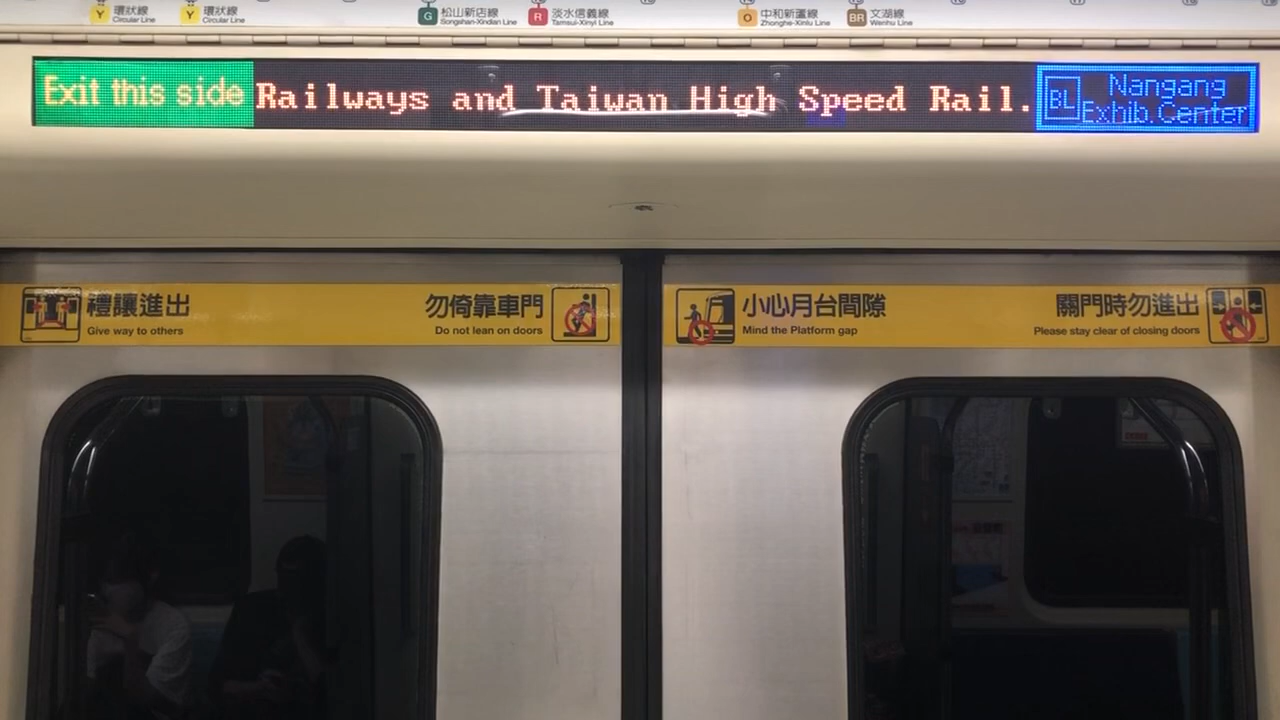 Y 環狀線
Circular Line
Y 環狀線
Circular Line
G 松山新店線
Songshan-Xindian Line
R 淡水信義線
Tamsui-Xinyi Line
O 中和新蘆線
Zhonghe-Xinlu Line
BR 文湖線
Wenhu Line
Exit this side
Railways and Taiwan High Speed Rail.
BL Nangang
Exhib.Center
禮讓進出
Give way to others
勿倚靠車門
Do not lean on doors
小心月台間隙
Mind the Platform gap
關門時勿進出
Please stay clear of closing doors